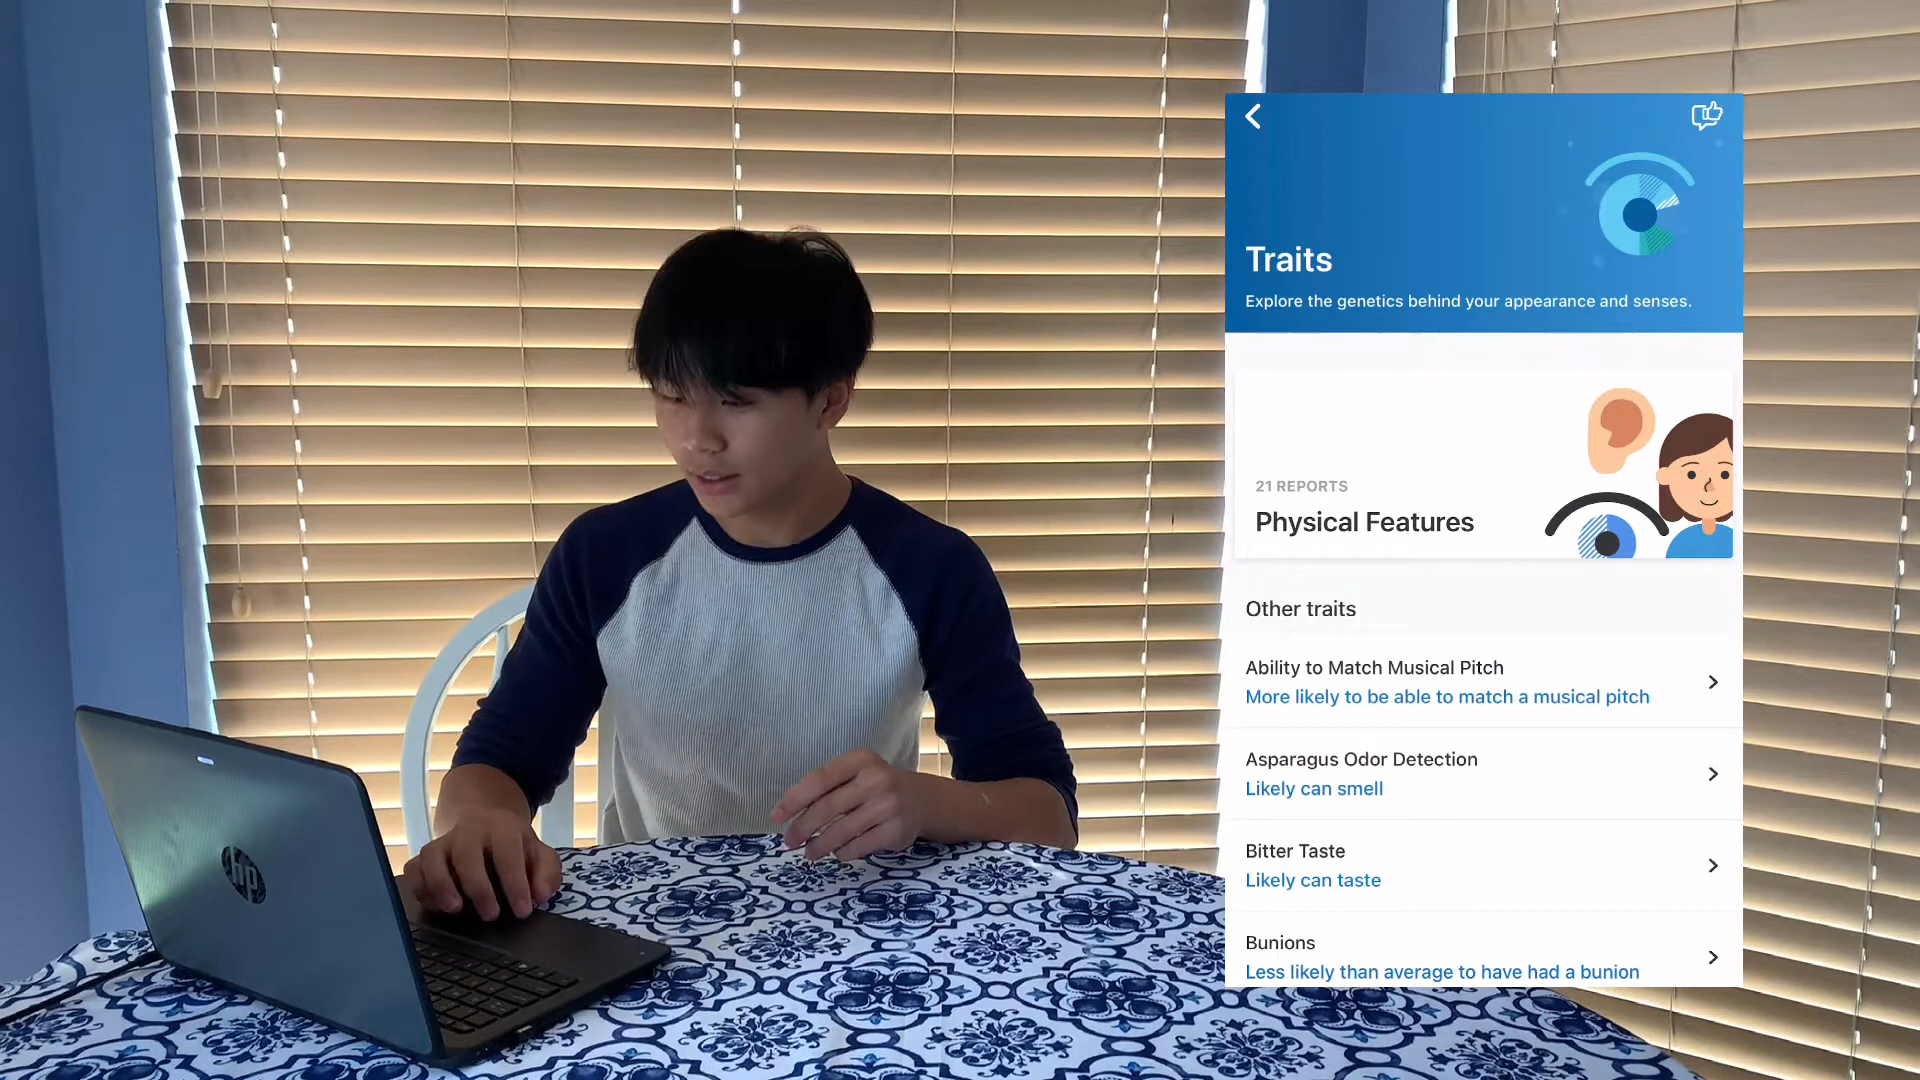 Traits
Explore the genetics behind your appearance and senses.
21 REPORTS
Physical Features
Other traits
Ability to Match Musical Pitch
More likely to be able to match a musical pitch
Asparagus Odor Detection
Likely can smell
Bitter Taste
Likely can taste
Bunions
Less likely than average to have had a bunion
hp